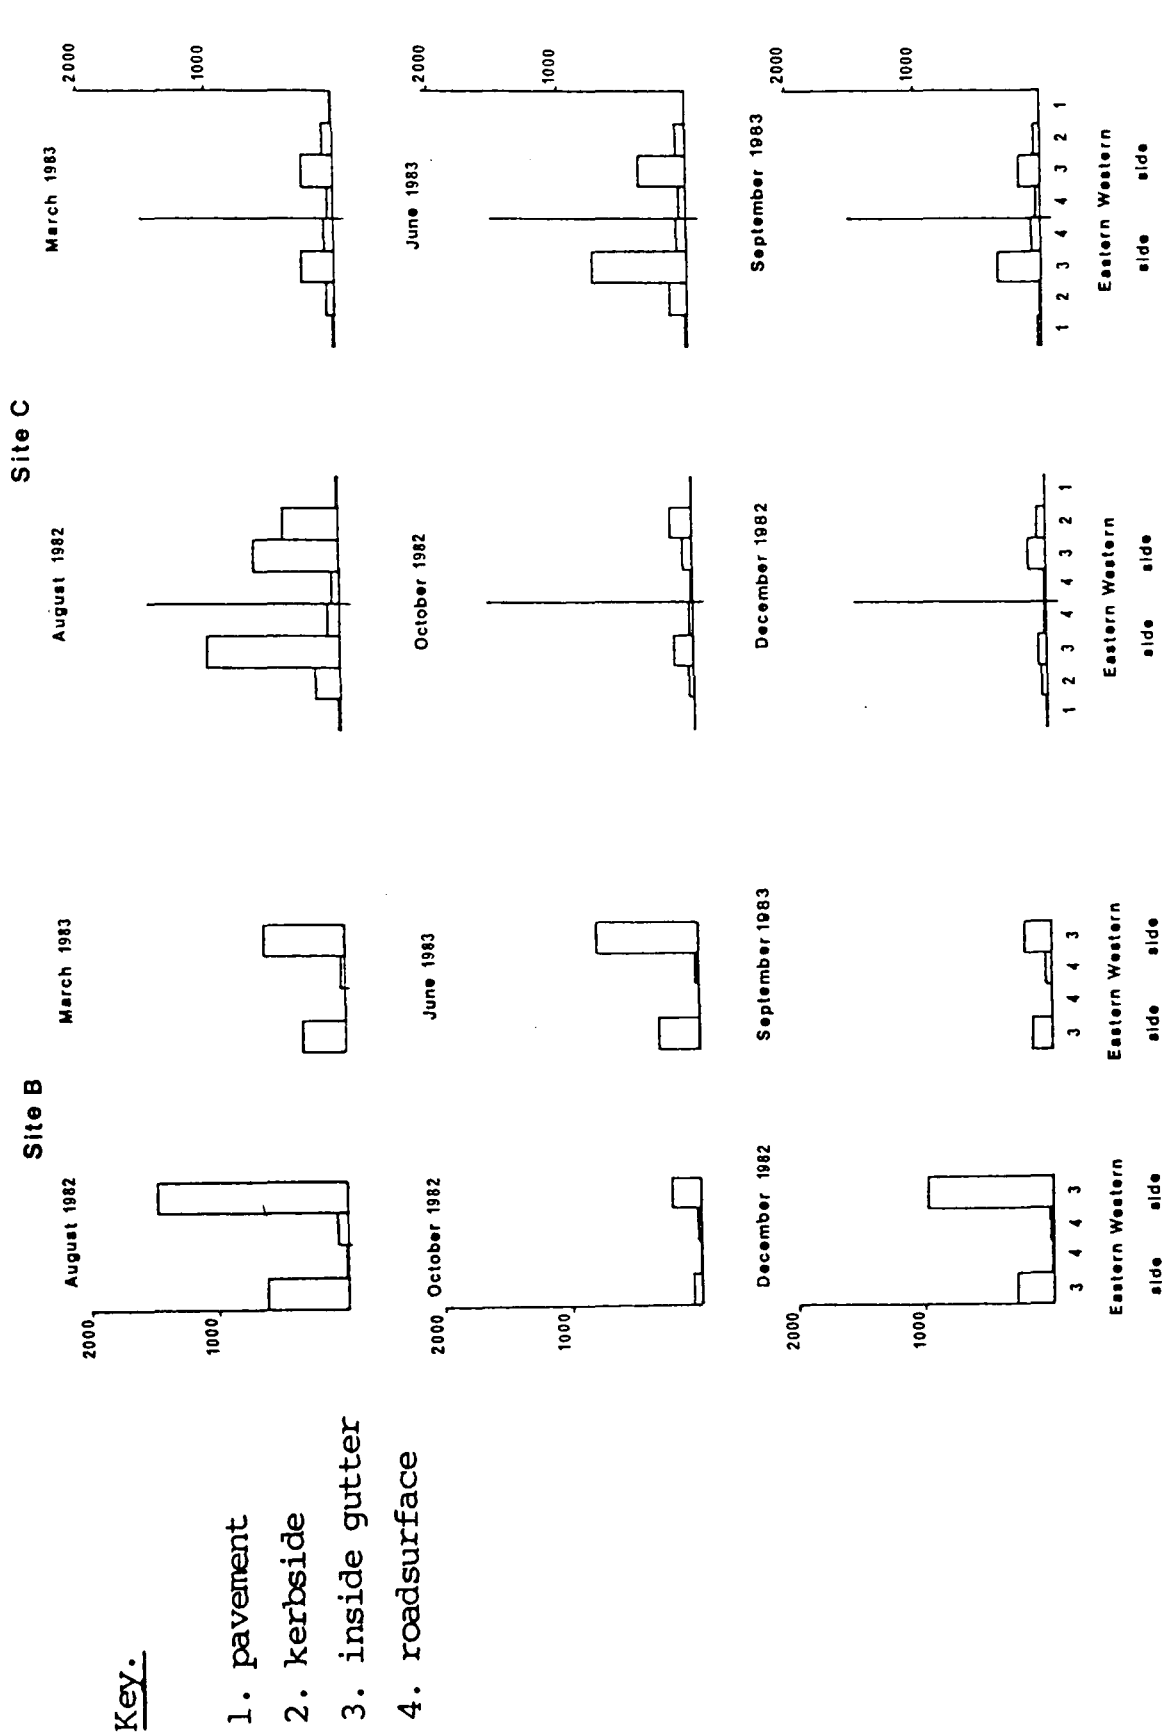 Site B
Site C
August 1982
March 1983
August 1982
March 1983
2000
1000
2000
1000
October 1982
June 1983
October 1982
June 1983
2000
1000
2000
1000
December 1982
September 1983
December 1982
September 1983
2000
1000
2000
1000
3 4 4 3
3 4 4 3
1 2 3 4 4 3 2 1
1 2 3 4 4 3 2 1
Eastern Western
side side
Eastern Western
side side
Eastern Western
side side
Eastern Western
side side
Key.
1. pavement
2. kerbside
3. inside gutter
4. roadsurface